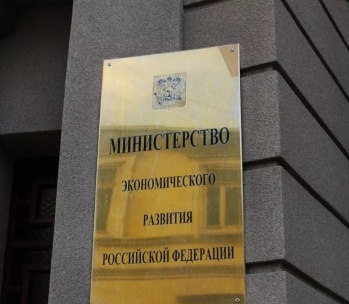 МИНИСТЕРСТВО
ЭКОНОМИЧЕСКОГО
РАЗВИТИЯ
РОССИЙСКОЙ ФЕДЕРАЦИИ